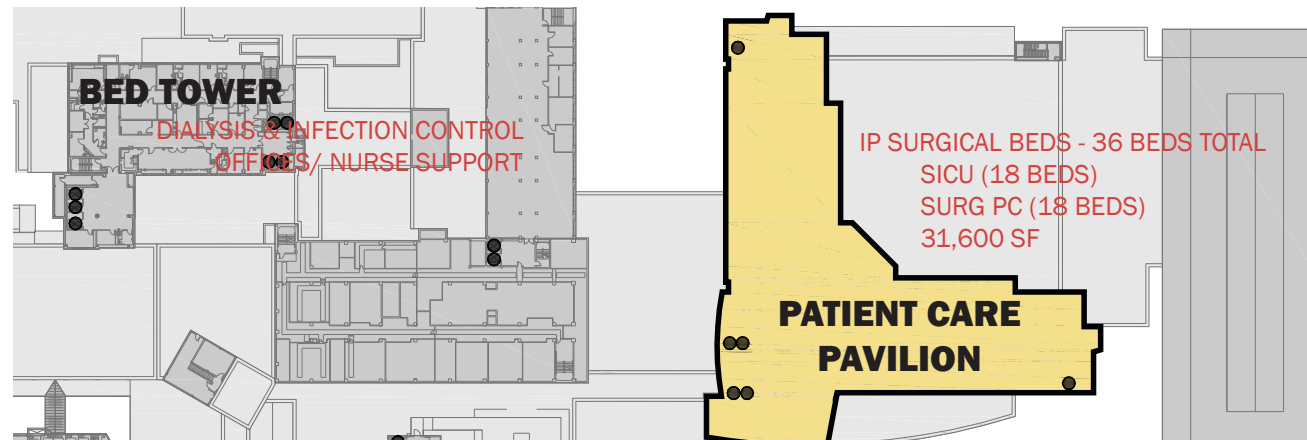 BED TOWER
DIALYSIS & INFECTION CONTROL
OFFICES/ NURSE SUPPORT
IP SURGICAL BEDS - 36 BEDS TOTAL
SICU (18 BEDS)
SURG PC (18 BEDS)
31,600 SF
PATIENT CARE
PAVILION